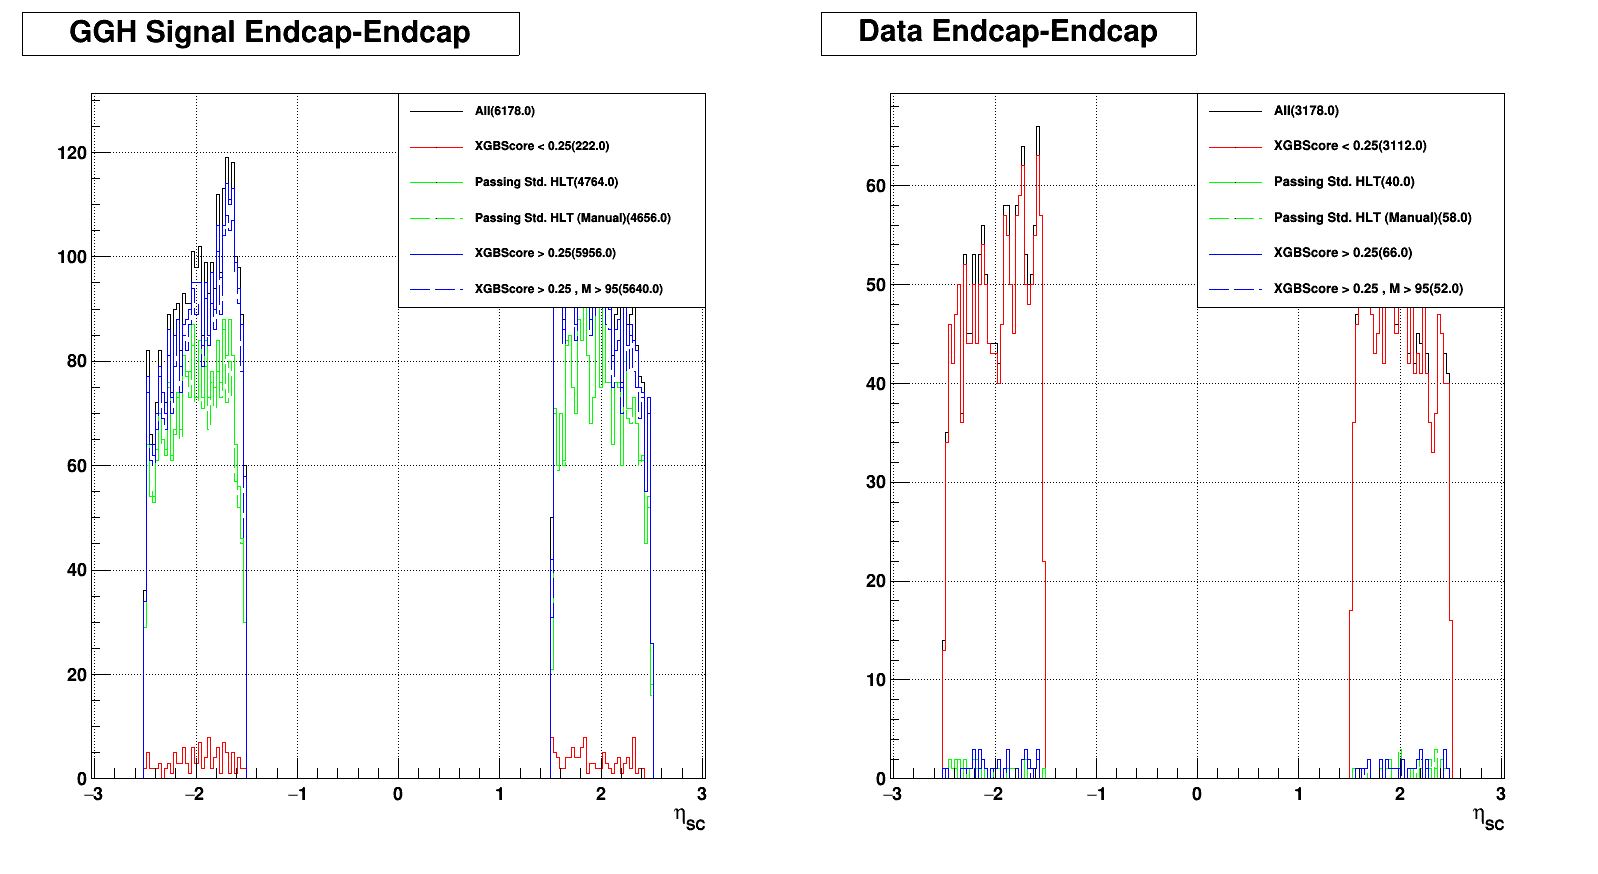 GGH Signal Endcap-Endcap
All(6178.0)
XGBScore < 0.25(222.0)
Passing Std. HLT(4764.0)
Passing Std. HLT (Manual)(4656.0)
XGBScore > 0.25(5956.0)
XGBScore > 0.25 , M > 95(5640.0)
120
100
80
60
40
20
0
−3 −2 −1 0 1 2 3
ηSC
Data Endcap-Endcap
All(3178.0)
XGBScore < 0.25(3112.0)
Passing Std. HLT(40.0)
Passing Std. HLT (Manual)(58.0)
XGBScore > 0.25(66.0)
XGBScore > 0.25 , M > 95(52.0)
60
50
40
30
20
10
0
−3 −2 −1 0 1 2 3
ηSC